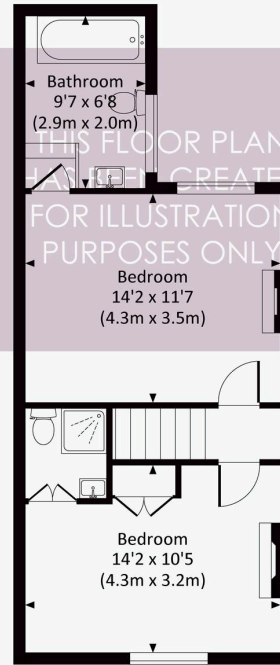 Bathroom
9'7 x 6'8
(2.9m x 2.0m)
THIS FLOOR PLAN
HAS BEEN CREATE
FOR ILLUSTRATION
PURPOSES ONLY
Bedroom
14'2 x 11'7
(4.3m x 3.5m)
Bedroom
14'2 x 10'5
(4.3m x 3.2m)